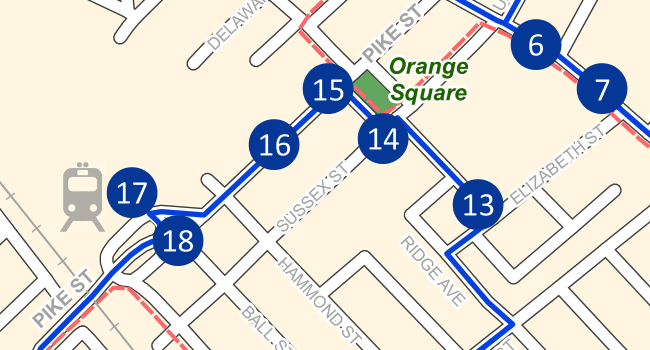 DELAWA
PIKE ST
U
6
Orange
Square
7
15
14
16
ELIZABETH ST
SUSSEX ST
17
13
18
RIDGE AVE
HAMMOND ST
PIKE ST
BALL ST
ST